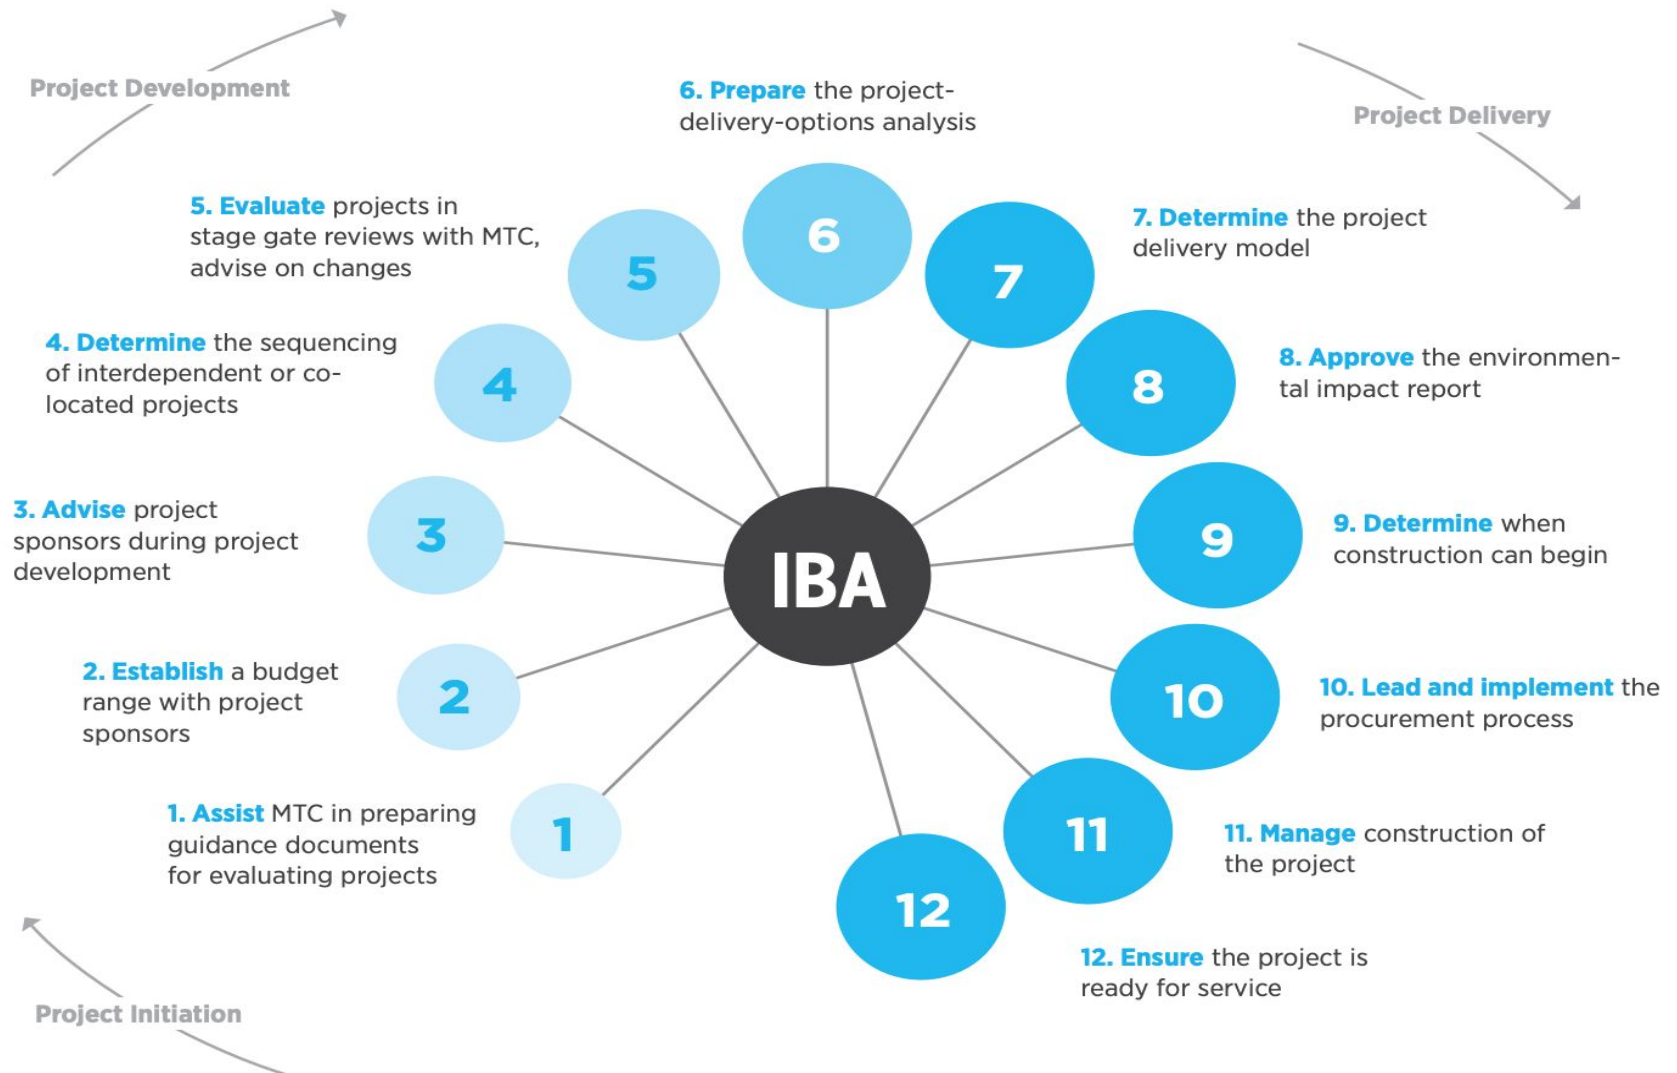 Project Development
Project Delivery
6. Prepare the project-
delivery-options analysis
5. Evaluate projects in
stage gate reviews with MTC,
advise on changes
7. Determine the project
delivery model
4. Determine the sequencing
of interdependent or co-
located projects
8. Approve the environmen-
tal impact report
3. Advise project
sponsors during project
development
9. Determine when
construction can begin
2. Establish a budget
range with project
sponsors
10. Lead and implement the
procurement process
1. Assist MTC in preparing
guidance documents
for evaluating projects
11. Manage construction of
the project
12. Ensure the project is
ready for service
Project Initiation
IBA
1
2
3
4
5
6
7
8
9
10
11
12